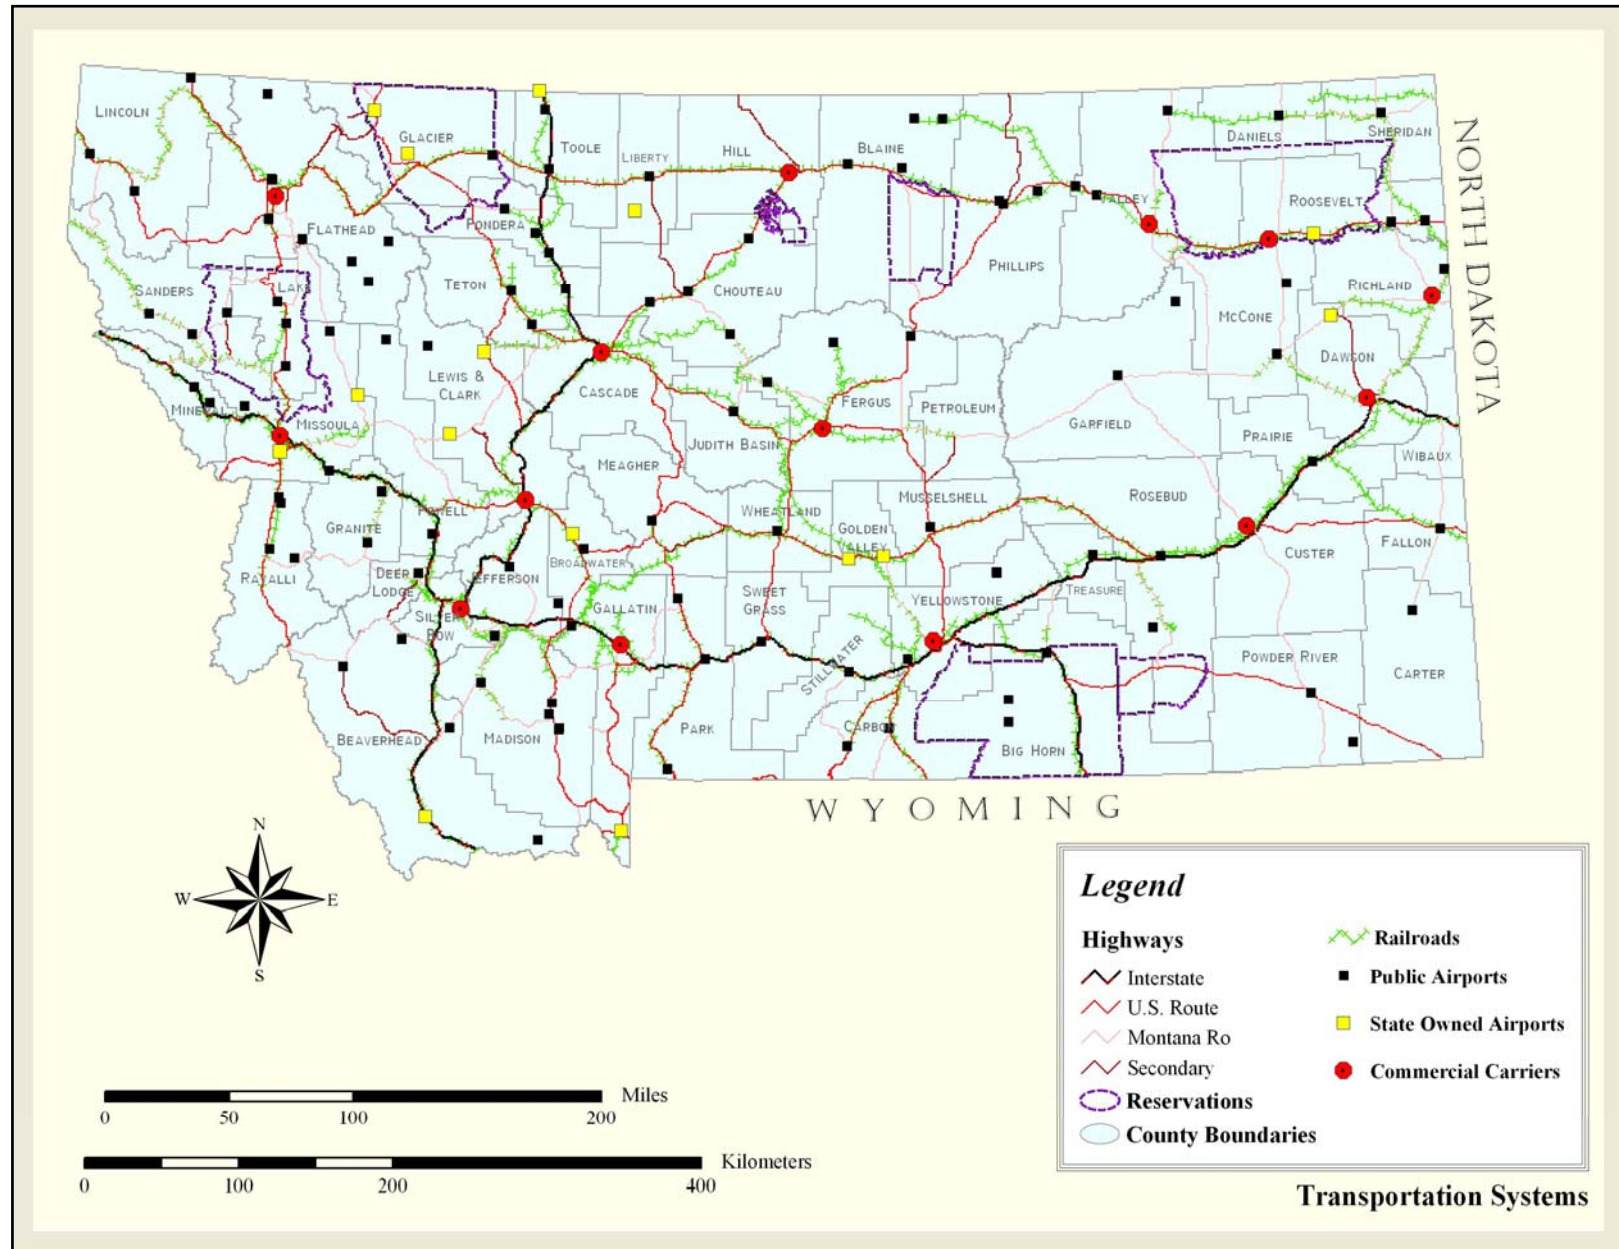 LINCOLN
GLACIER
TOOLE
LIBERTY
HILL
BLAINE
DANIELS
SHERIDAN
NORTH DAKOTA
FLATHEAD
PONDERA
PHILLIPS
ROOSEVELT
SANDERS
LAKE
TETON
CHOUTEAU
RICHLAND
McCONE
DAWSON
LEWIS &
CLARK
CASCADE
FERGUS
PETROLEUM
GARFIELD
PRAIRIE
WIBAUX
MINERAL
MISSOULA
JUDITH BASIN
MEAGHER
MUSSELSHELL
ROSEBUD
POWELL
GRANITE
WHEATLAND
GOLDEN
CUSTER
FALLON
RAVALLI
DEER
LODGE
BROADWATER
GALLATIN
SWEET
GRASS
YELLOWSTONE
TREASURE
STILLWATER
POWDER RIVER
CARTER
BEAVERHEAD
MADISON
PARK
CARBON
BIG HORN
WYOMING
N
W
E
S
Legend
Highways
Interstate
U.S. Route
Montana Ro
Secondary
Reservations
County Boundaries
Railroads
Public Airports
State Owned Airports
Commercial Carriers
Miles
0 50 100 200
Kilometers
0 100 200 400
Transportation Systems